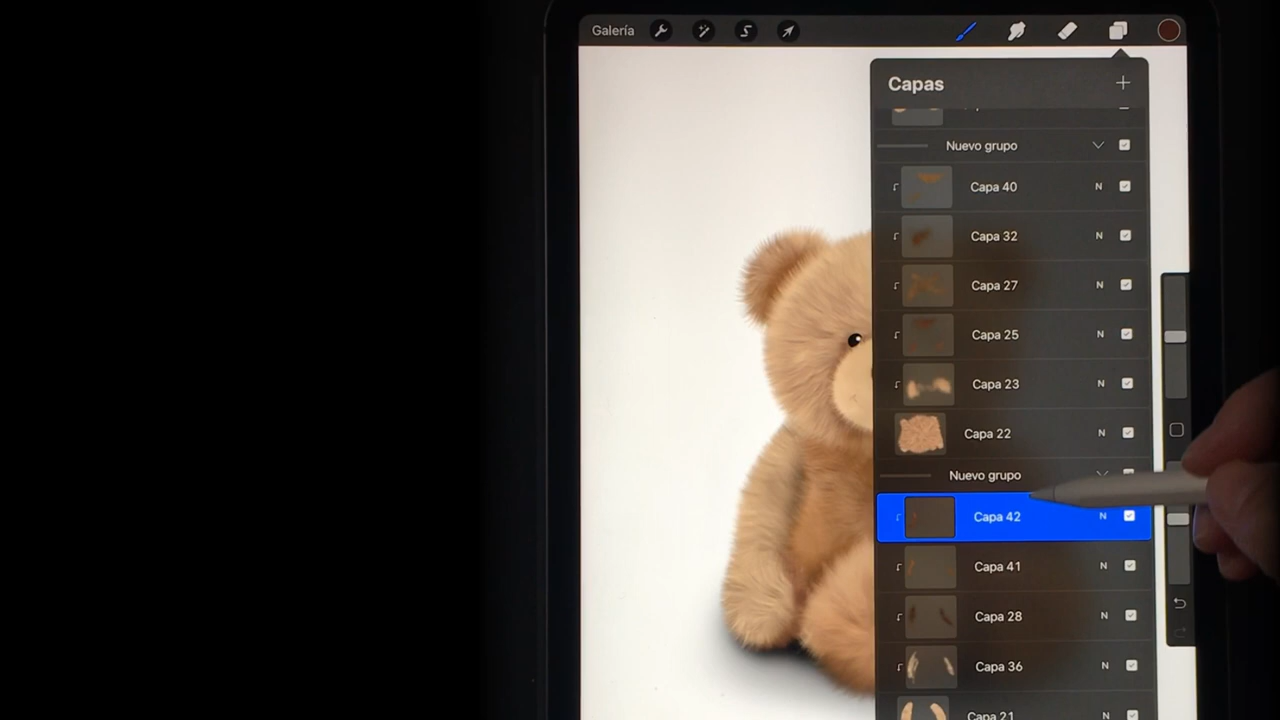 Galería
Capas
Nuevo grupo
Capa 40 N
Capa 32 N
Capa 27 N
Capa 25 N
Capa 23 N
Capa 22 N
Nuevo grupo
Capa 42 N
Capa 41 N
Capa 28 N
Capa 36 N
Capa 21 N